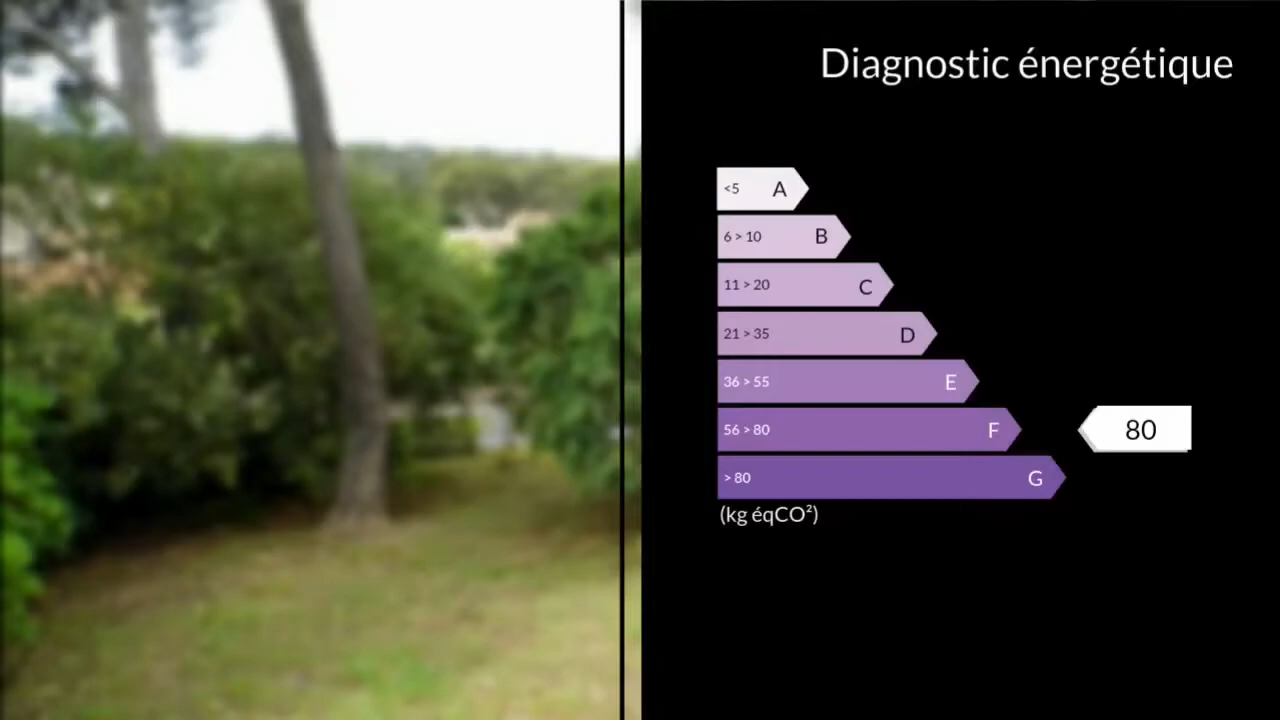 Diagnostic énergétique
<5 A
6 > 10 B
11 > 20 C
21 > 35 D
36 > 55 E
56 > 80 F
80
> 80 G
(kg éqCO²)